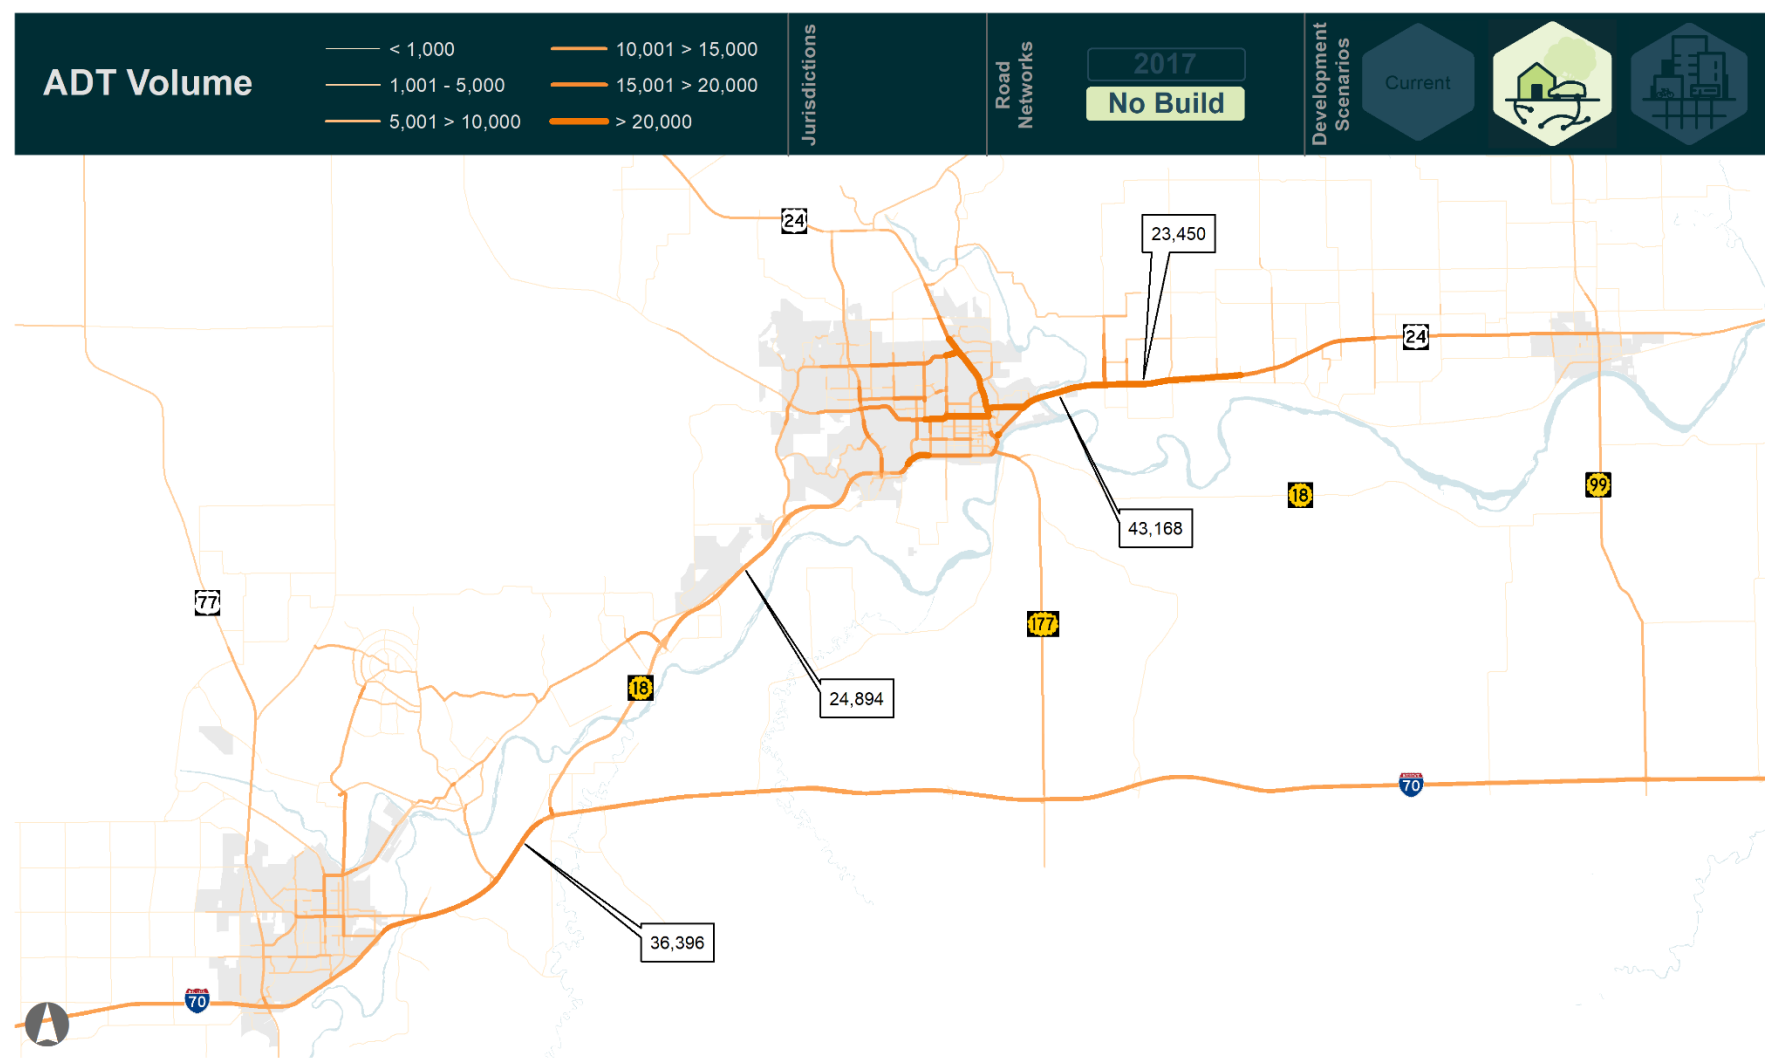 ADT Volume
< 1,000
1,001 - 5,000
5,001 > 10,000
10,001 > 15,000
15,001 > 20,000
> 20,000
Jurisdictions
Road
Networks
2017
No Build
Development
Scenarios
Current
24
23,450
24
99
18
43,168
77
177
18
24,894
70
36,396
70